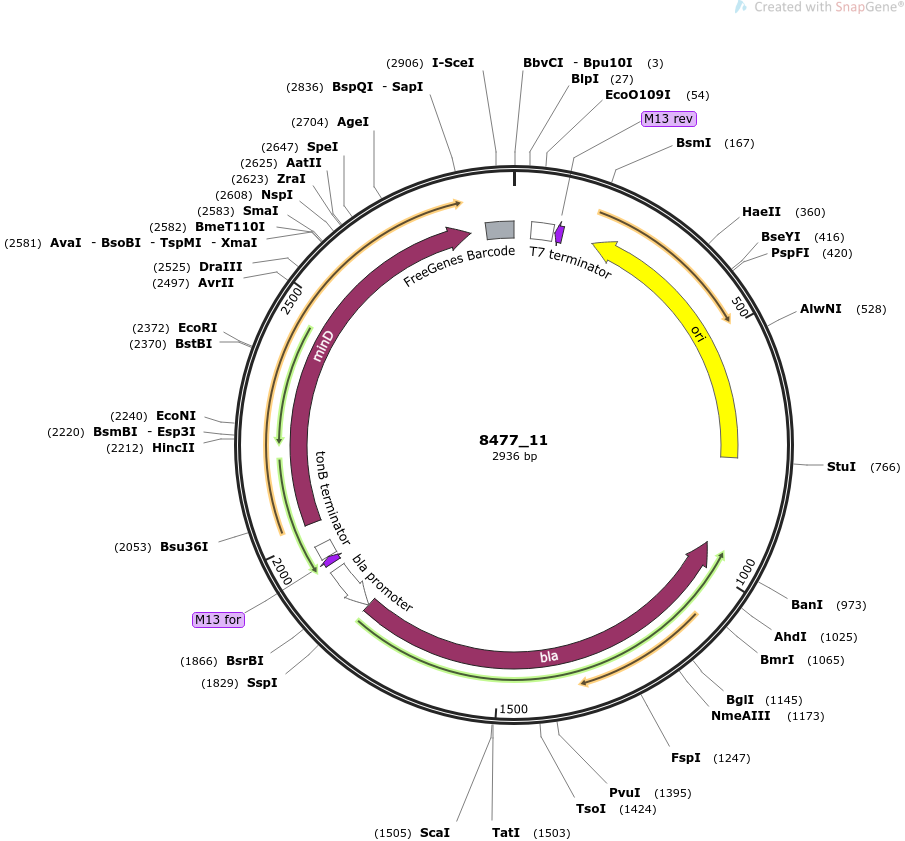 Created with SnapGene®
(2906) I-SceI
BbvCI - Bpu10I (3)
(2836) BspQI - SapI
BlpI (27)
EcoO109I (54)
(2704) AgeI
M13 rev
BsmI (167)
(2647) SpeI
(2625) AatII
(2623) ZraI
(2608) NspI
(2583) SmaI
(2582) BmeT110I
(2581) AvaI - BsoBI - TspMI - XmaI
HaeII (360)
BseYI (416)
PspFI (420)
(2525) DraIII
(2497) AvrII
AlwNI (528)
(2372) EcoRI
(2370) BstBI
(2240) EcoNI
(2220) BsmBI - Esp3I
(2212) HincII
StuI (766)
(2053) Bsu36I
M13 for
(1866) BsrBI
(1829) SspI
BanI (973)
AhdI (1025)
BmrI (1065)
BglI (1145)
NmeAIII (1173)
FspI (1247)
PvuI (1395)
TsoI (1424)
(1505) ScaI
TatI (1503)
500
1000
1500
2000
2500
FreeGenes Barcode
T7 terminator
ori
minD
tonB terminator
bla promoter
bla
8477_11
2936 bp